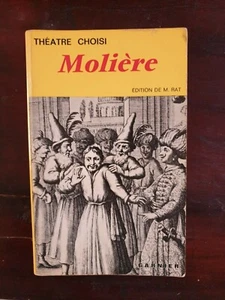 THÉATRE CHOISI
Molière
ÉDITION DE M. RAT
GARNIER